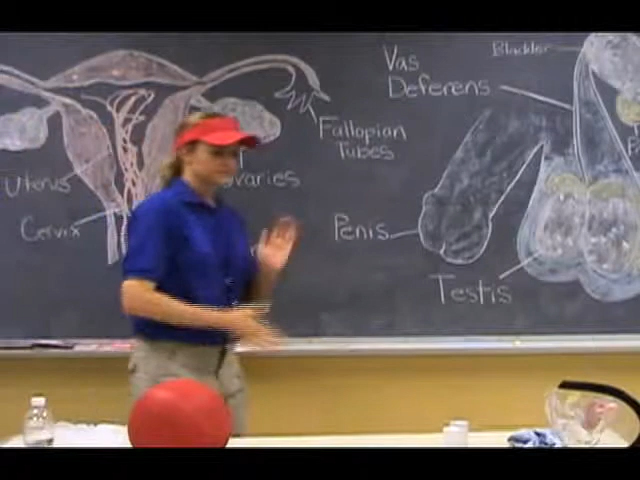 Vas
Deferens
Bladder
Fallopian
Tubes
Uterus
ovaries
Cervix
Penis
Testis